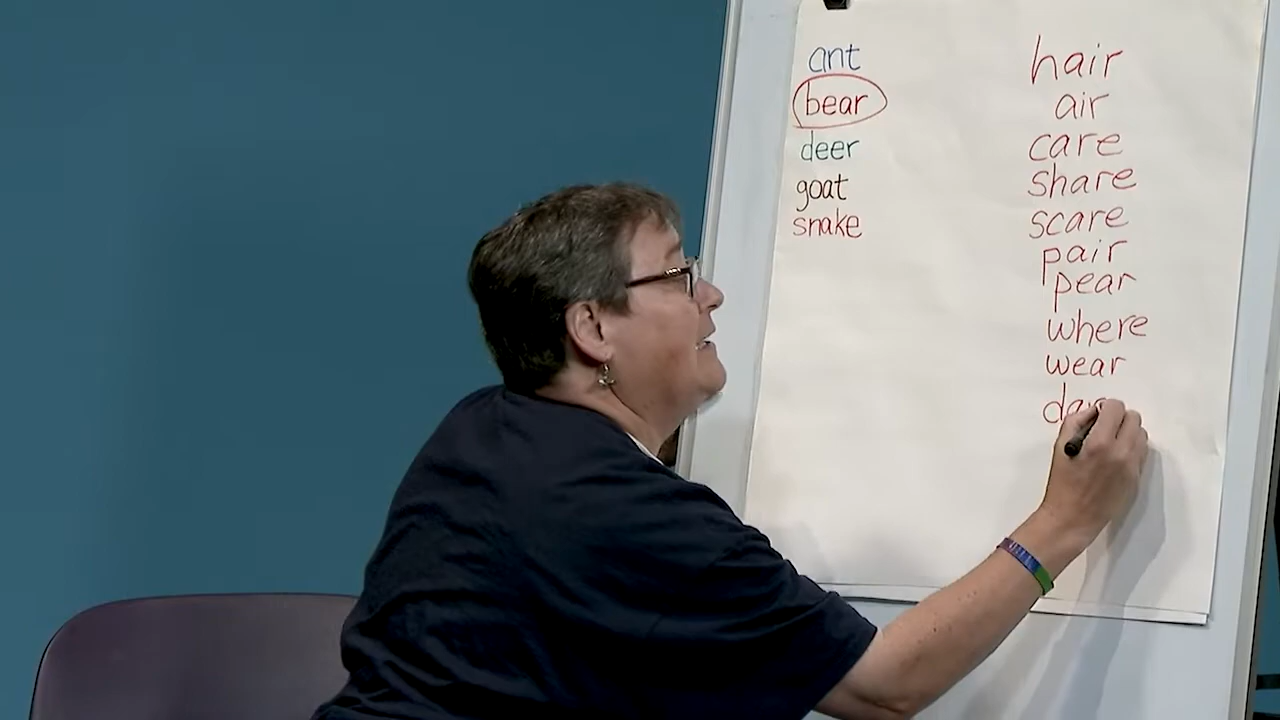 ant
bear
deer
goat
snake
hair
air
care
share
scare
pair
pear
where
wear